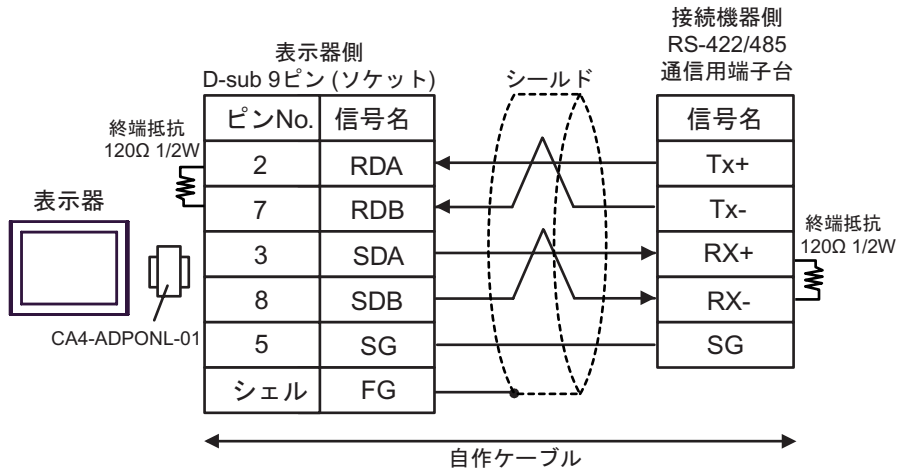 接続機器側
RS-422/485
通信用端子台
表示器側
D-sub 9ピン (ソケット)
シールド
ピンNo. 信号名
信号名
終端抵抗
120Ω 1/2W
2 RDA
Tx+
7 RDB
Tx-
表示器
終端抵抗
120Ω 1/2W
3 SDA
RX+
8 SDB
RX-
CA4-ADPONL-01
5 SG
SG
シェル FG
自作ケーブル